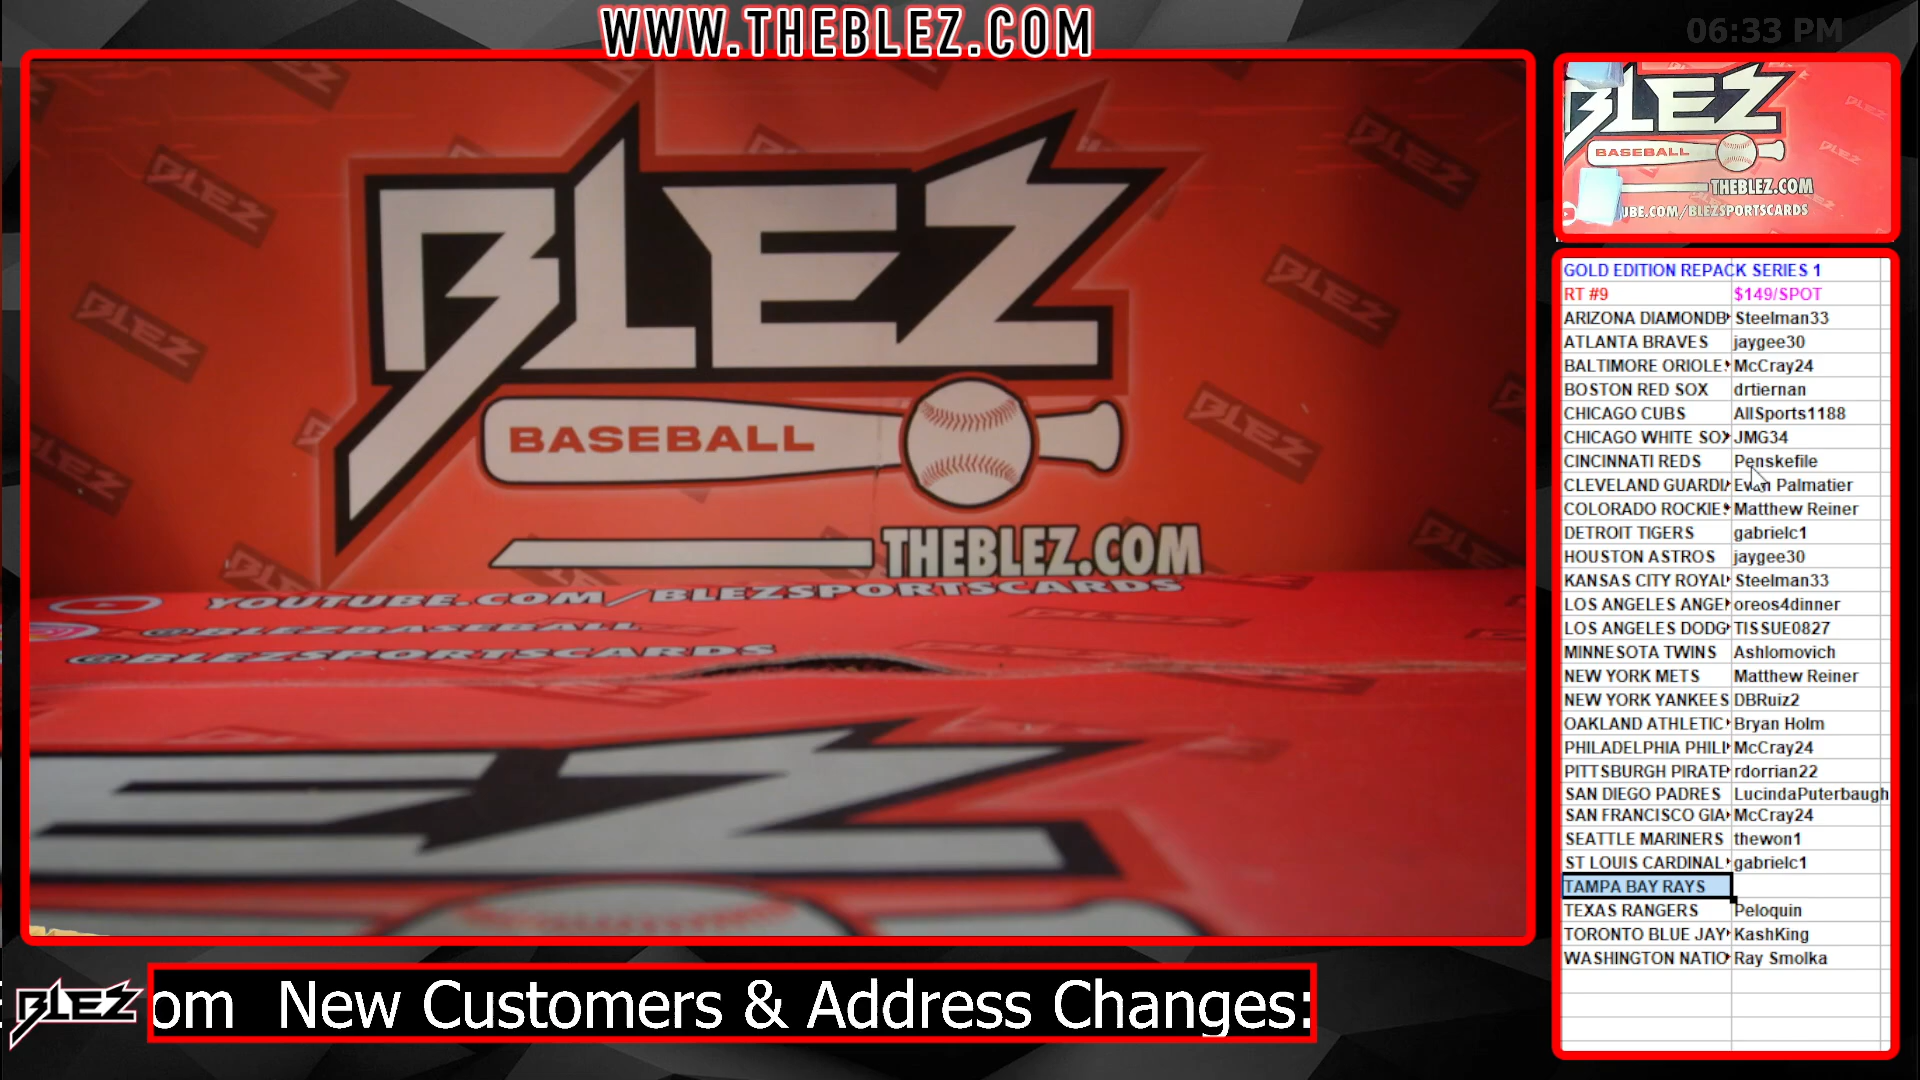 WWW.THEBLEZ.COM
06:33 PM
BLEZ
BASEBALL
THEBLEZ.COM
YOUTUBE.COM/BLEZSPORTSCARDS
@BLEZBASEBALL
@BLEZSPORTSCARDS
BLEZ
BASEBALL
THEBLEZ.COM
UBE.COM/BLEZSPORTSCARDS
GOLD EDITION REPACK SERIES 1
RT #9 $149/SPOT
ARIZONA DIAMONDB Steelman33
ATLANTA BRAVES jaygee30
BALTIMORE ORIOLE McCray24
BOSTON RED SOX drtiernan
CHICAGO CUBS AllSports1188
CHICAGO WHITE SOX JMG34
CINCINNATI REDS Penskefile
CLEVELAND GUARDI Evan Palmatier
COLORADO ROCKIE Matthew Reiner
DETROIT TIGERS gabrielc1
HOUSTON ASTROS jaygee30
KANSAS CITY ROYAL Steelman33
LOS ANGELES ANGE oreos4dinner
LOS ANGELES DODG TISSUE0827
MINNESOTA TWINS Ashlomovich
NEW YORK METS Matthew Reiner
NEW YORK YANKEES DBRuiz2
OAKLAND ATHLETIC Bryan Holm
PHILADELPHIA PHILI McCray24
PITTSBURGH PIRATE rdorrian22
SAN DIEGO PADRES LucindaPuterbaugh
SAN FRANCISCO GIA McCray24
SEATTLE MARINERS thewon1
ST LOUIS CARDINAL gabrielc1
TAMPA BAY RAYS
TEXAS RANGERS Peloquin
TORONTO BLUE JAY KashKing
WASHINGTON NATIO Ray Smolka
BLEZ
om New Customers & Address Changes: